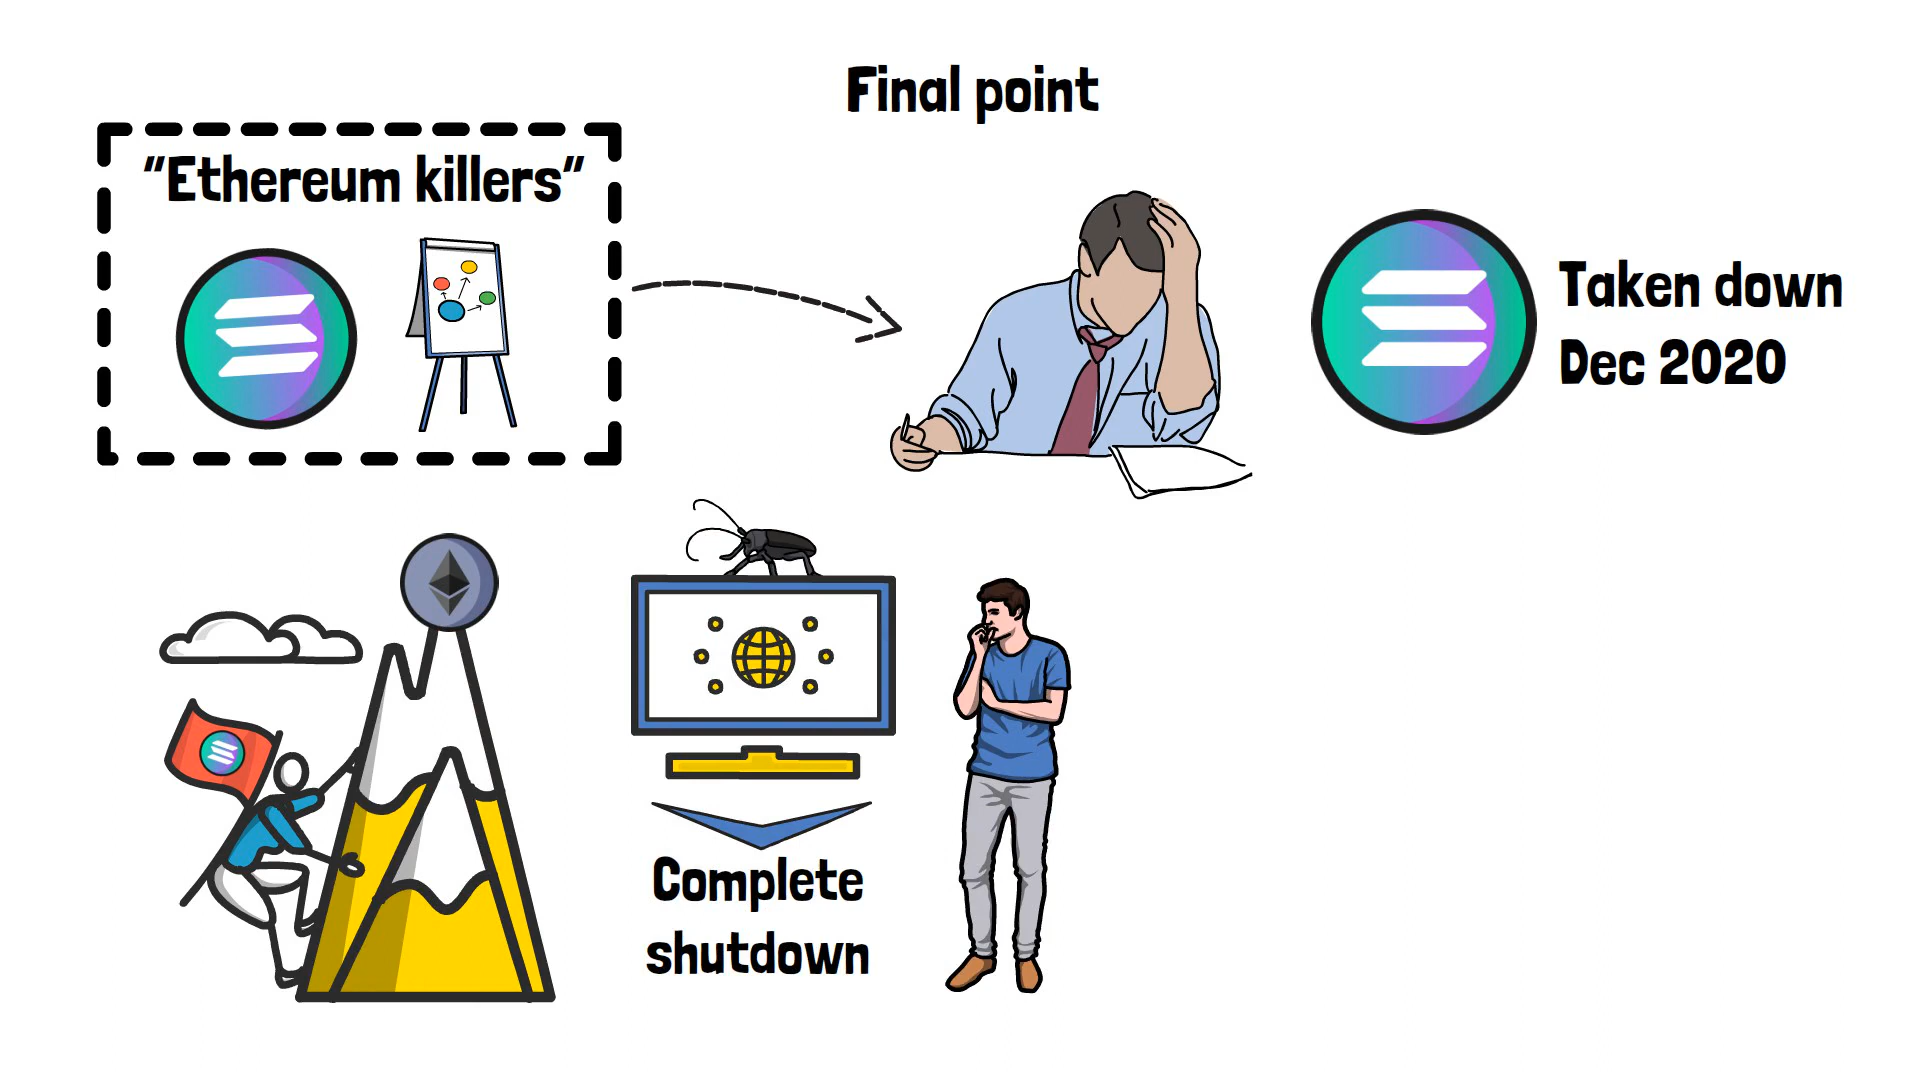 Final point
"Ethereum killers"
Taken down
Dec 2020
Complete
shutdown